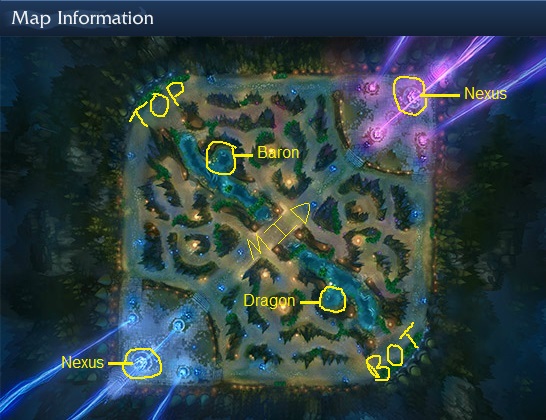 Map Information
TOP
Nexus
Baron
MID
Dragon
BOT
Nexus